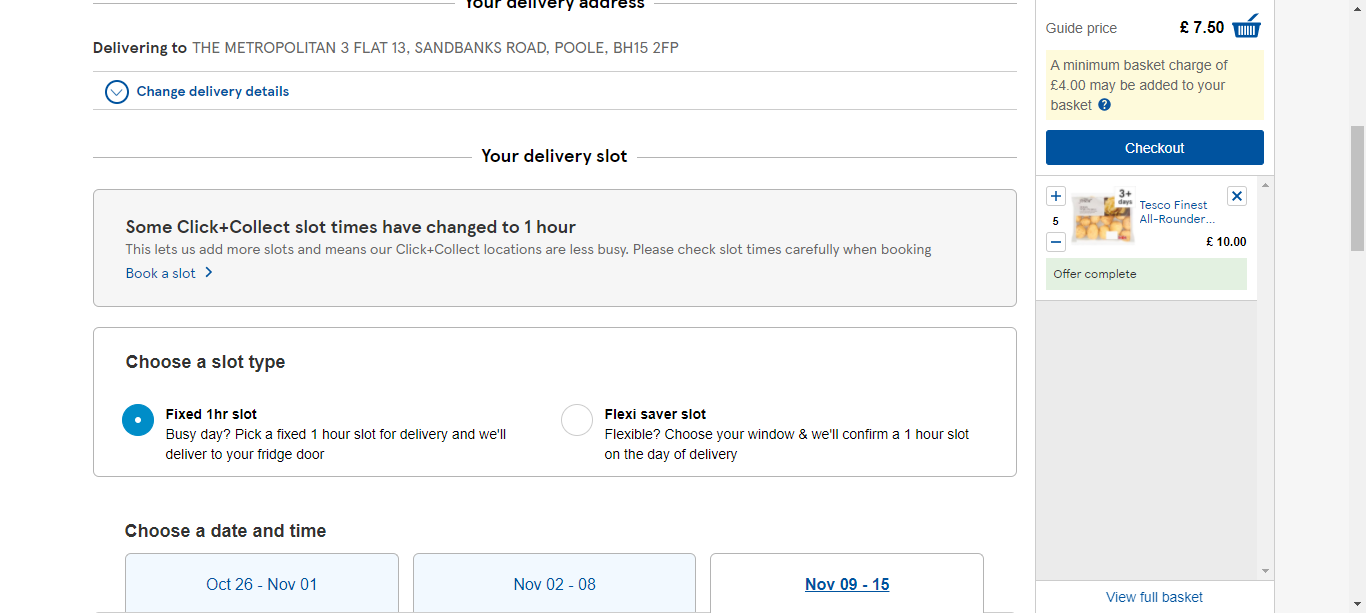 Your delivery address
Delivering to THE METROPOLITAN 3 FLAT 13, SANDBANKS ROAD, POOLE, BH15 2FP
Change delivery details
Your delivery slot
Some Click+Collect slot times have changed to 1 hour
This lets us add more slots and means our Click+Collect locations are less busy. Please check slot times carefully when booking
Book a slot
Choose a slot type
Fixed 1hr slot
Busy day? Pick a fixed 1 hour slot for delivery and we'll
deliver to your fridge door
Flexi saver slot
Flexible? Choose your window & we'll confirm a 1 hour slot
on the day of delivery
Choose a date and time
Oct 26 - Nov 01
Nov 02 - 08
Nov 09 - 15
Guide price £ 7.50
A minimum basket charge of
£4.00 may be added to your
basket ?
Checkout
5
3+
days
Tesco Finest
All-Rounder...
£ 10.00
Offer complete
View full basket